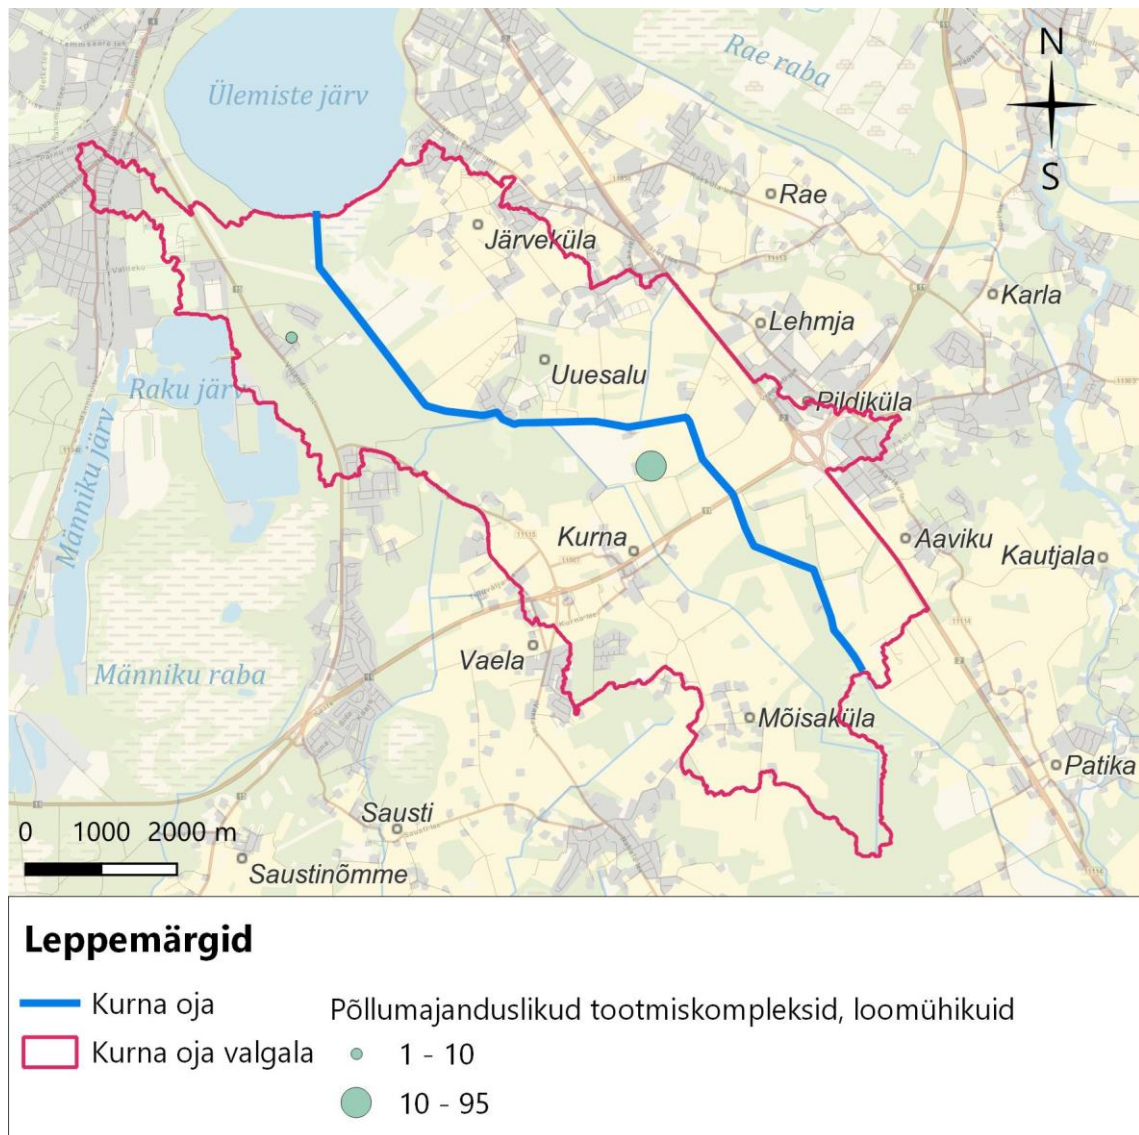 Ülemiste järv
Rae raba
N
S
Rae
Järveküla
Karla
Lehmja
Uuesalu
Raku järv
Pildiküla
Männiku järv
Kurna
Aaviku
Kautjala
Vaela
Männiku raba
Mõisaküla
Patika
Sausti
0 1000 2000 m
Saustinõmme
Leppemärgid
Kurna oja
Kurna oja valgala
Põllumajanduslikud tootmiskompleksid, loomühikuid
1 - 10
10 - 95